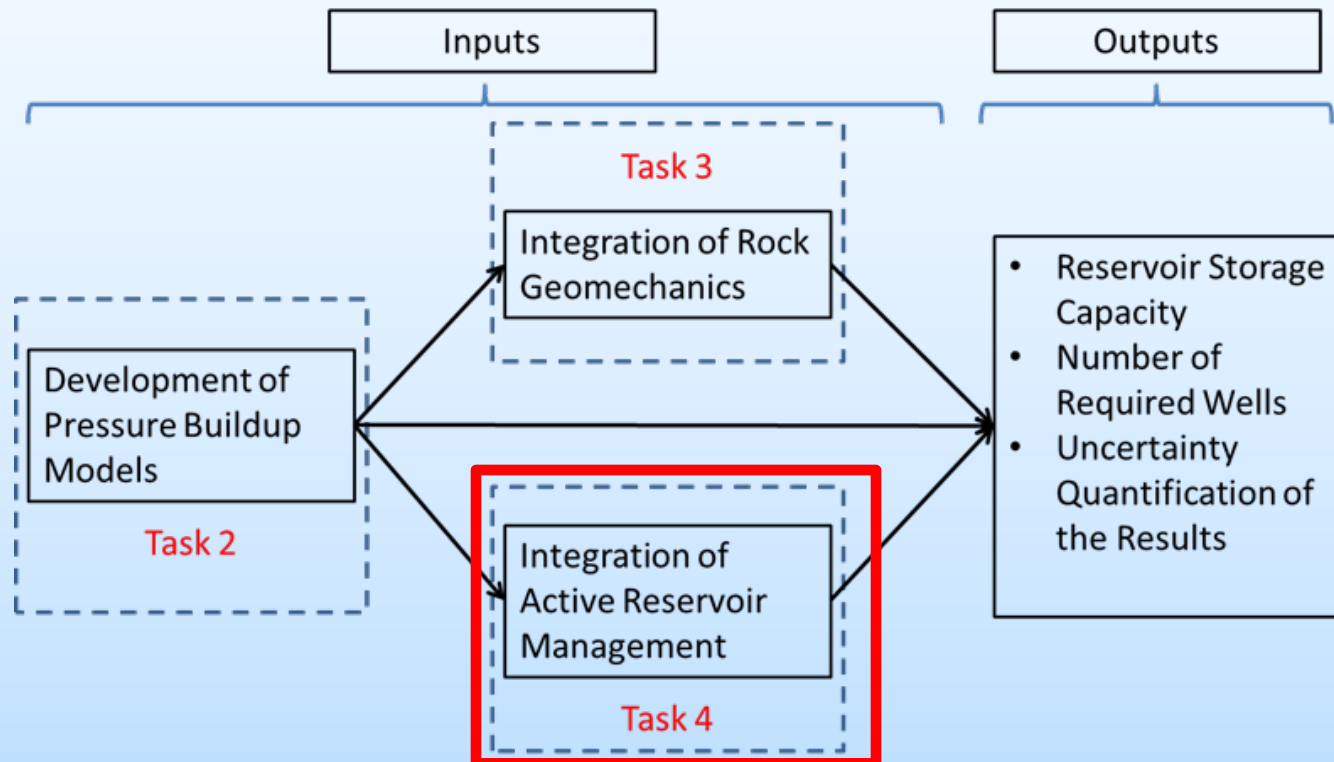 Inputs
Outputs
Task 3
Integration of Rock
Geomechanics
Development of
Pressure Buildup
Models
Task 2
Integration of
Active Reservoir
Management
Task 4
• Reservoir Storage
Capacity
• Number of
Required Wells
• Uncertainty
Quantification of
the Results